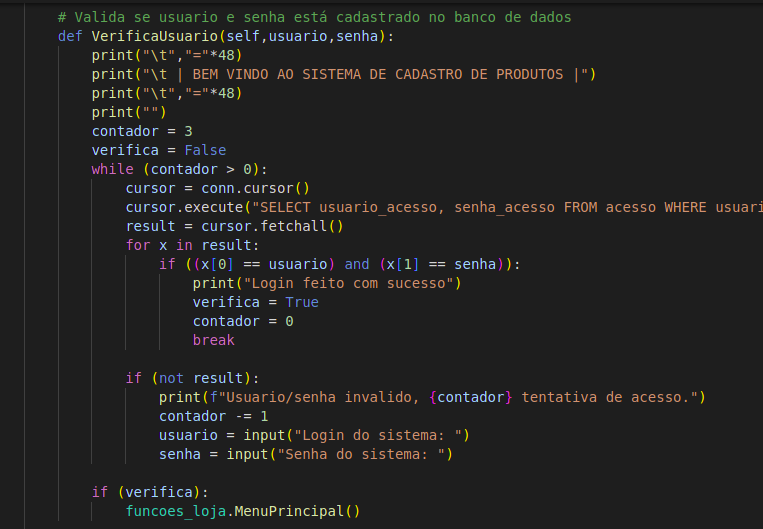 # Valida se usuario e senha está cadastrado no banco de dados
def VerificaUsuario(self,usuario,senha):
print("\t","="*48)
print("\t | BEM VINDO AO SISTEMA DE CADASTRO DE PRODUTOS |")
print("\t","="*48)
print("")
contador = 3
verifica = False
while (contador > 0):
cursor = conn.cursor()
cursor.execute("SELECT usuario_acesso, senha_acesso FROM acesso WHERE usuari
result = cursor.fetchall()
for x in result:
if ((x[0] == usuario) and (x[1] == senha)):
print("Login feito com sucesso")
verifica = True
contador = 0
break
if (not result):
print(f"Usuario/senha invalido, {contador} tentativa de acesso.")
contador -= 1
usuario = input("Login do sistema: ")
senha = input("Senha do sistema: ")
if (verifica):
funcoes_loja.MenuPrincipal()